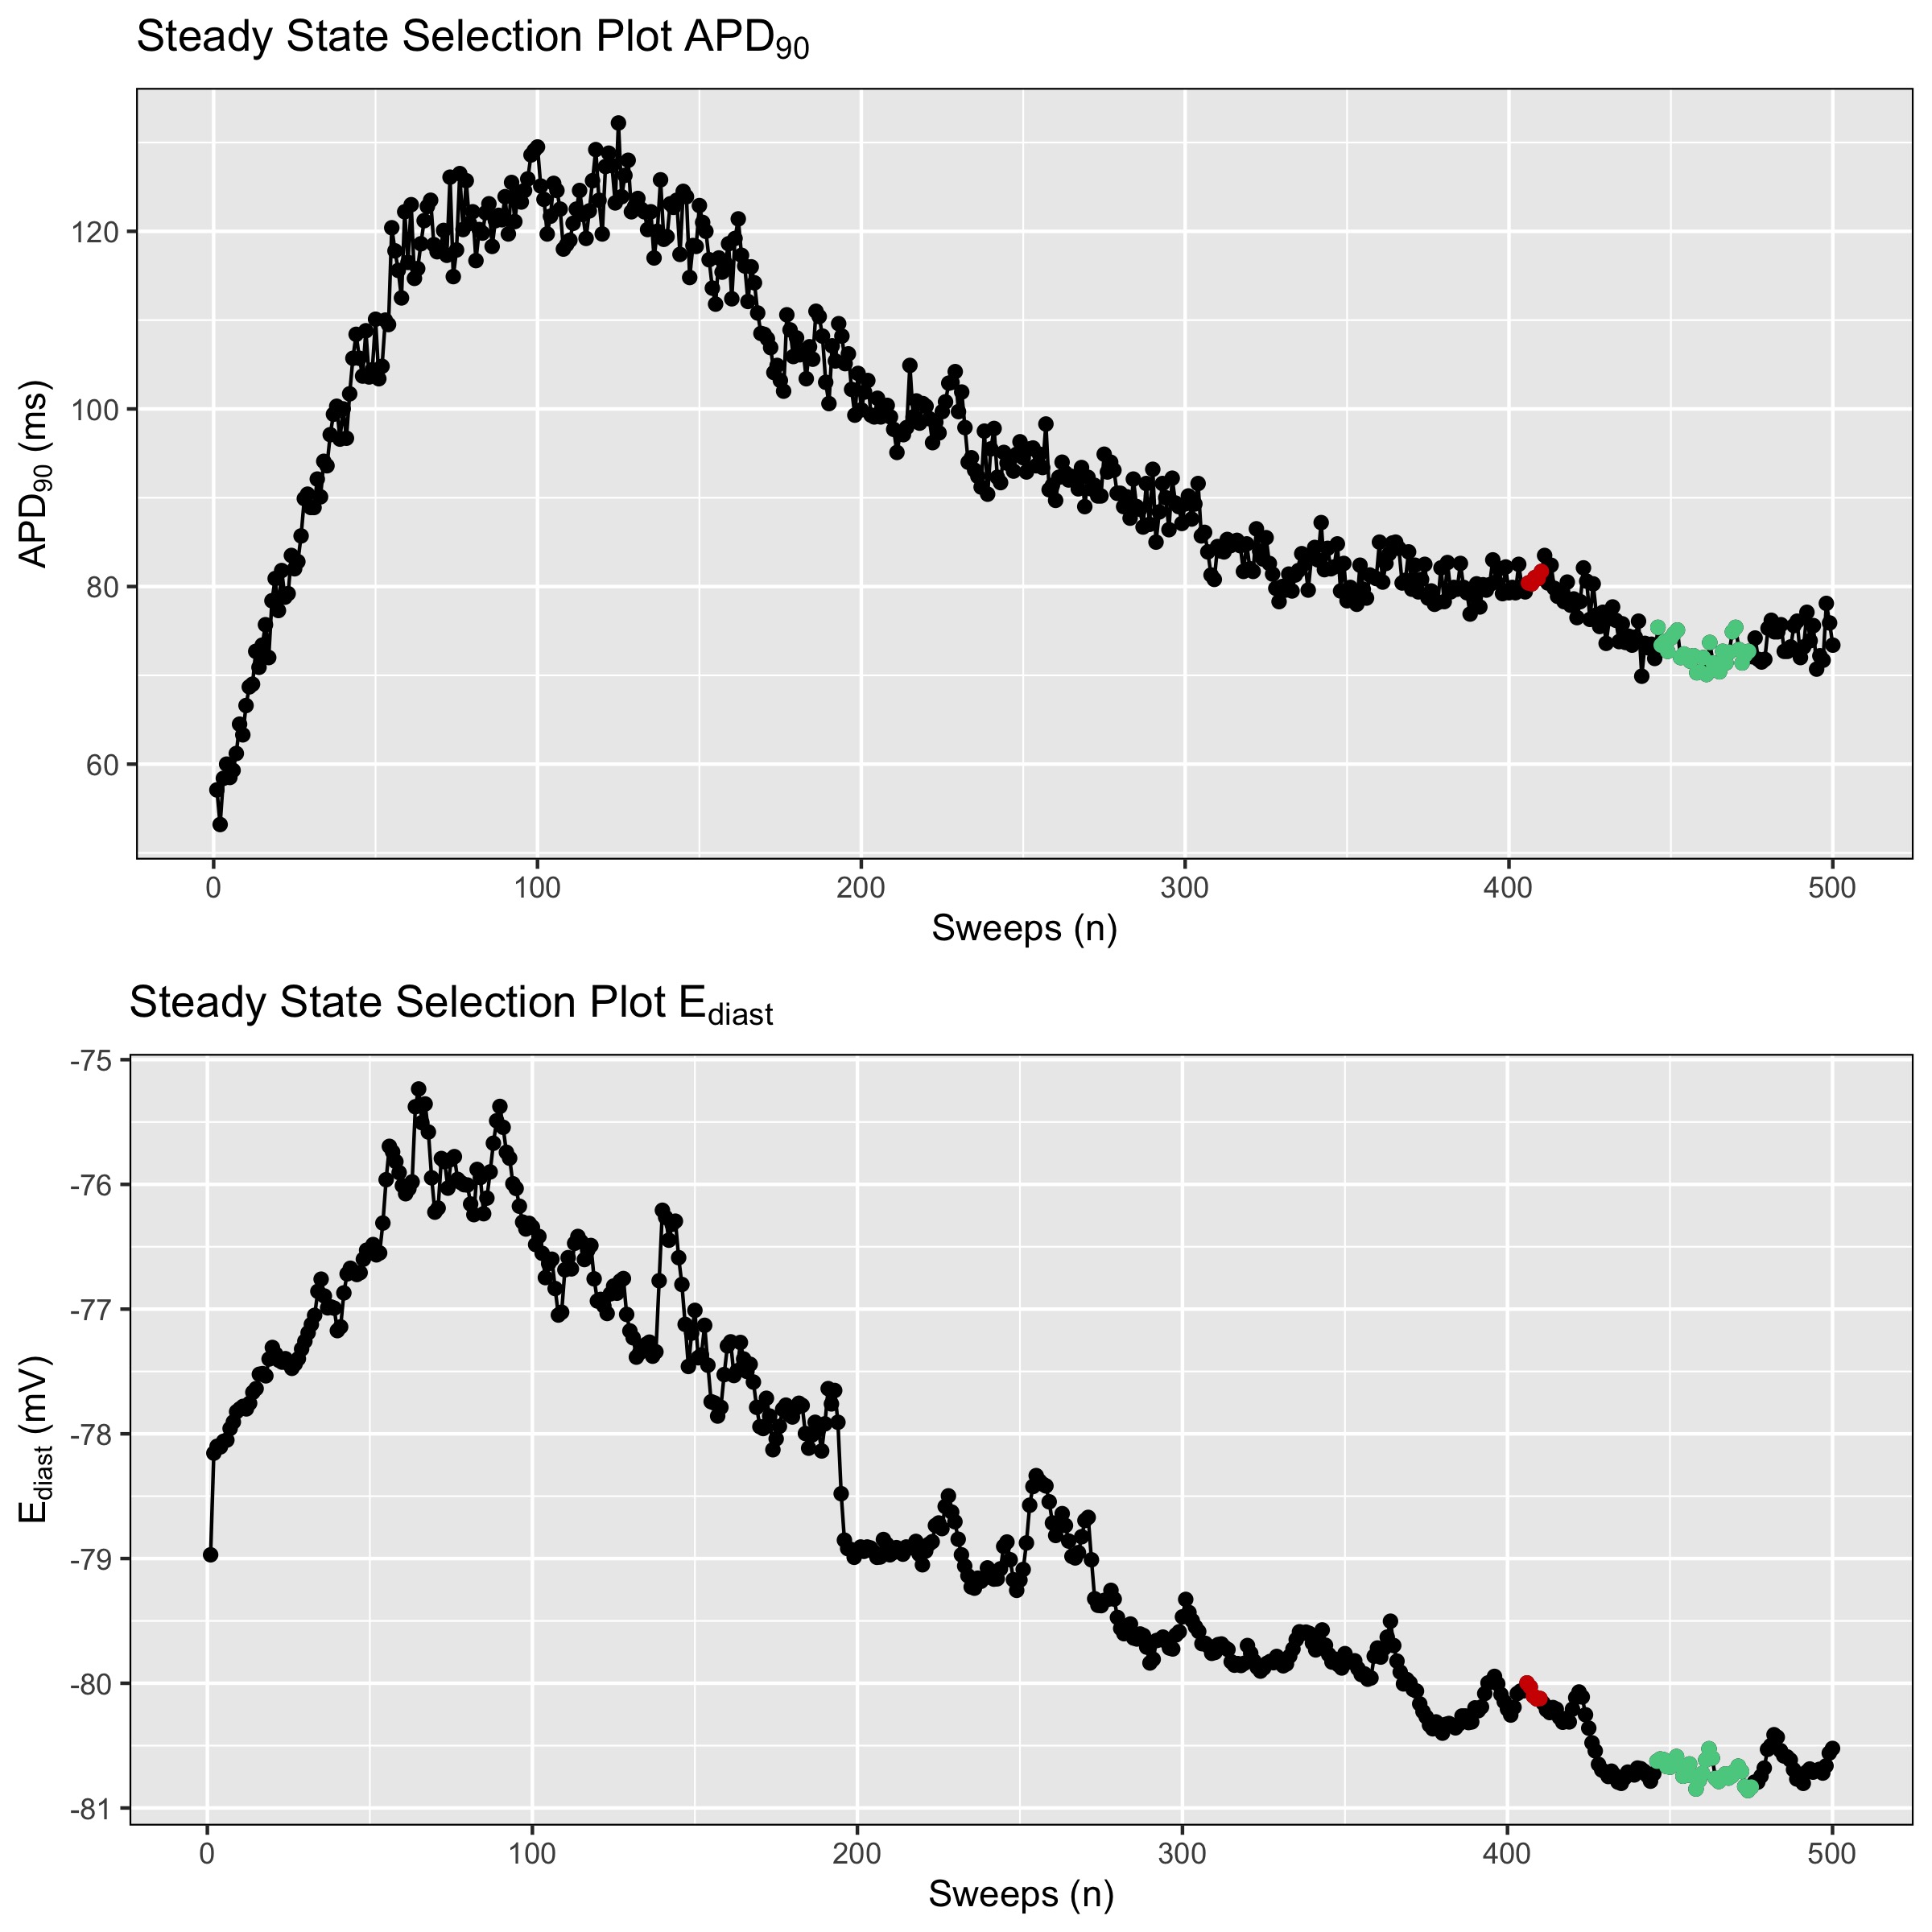 Steady State Selection Plot APD90
120
100
80
60
APD90 (ms)
0 100 200 300 400 500
Sweeps (n)
Steady State Selection Plot Ediast
-75
-76
-77
-78
-79
-80
-81
Ediast (mV)
0 100 200 300 400 500
Sweeps (n)